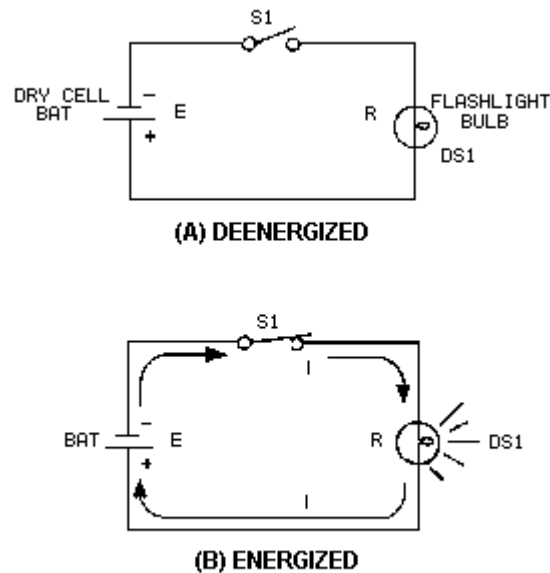 S1
DRY CELL
BAT
−
+
E
R
FLASHLIGHT
BULB
DS1
(A) DEENERGIZED
S1
I
BAT
−
+
E
R
DS1
I
(B) ENERGIZED